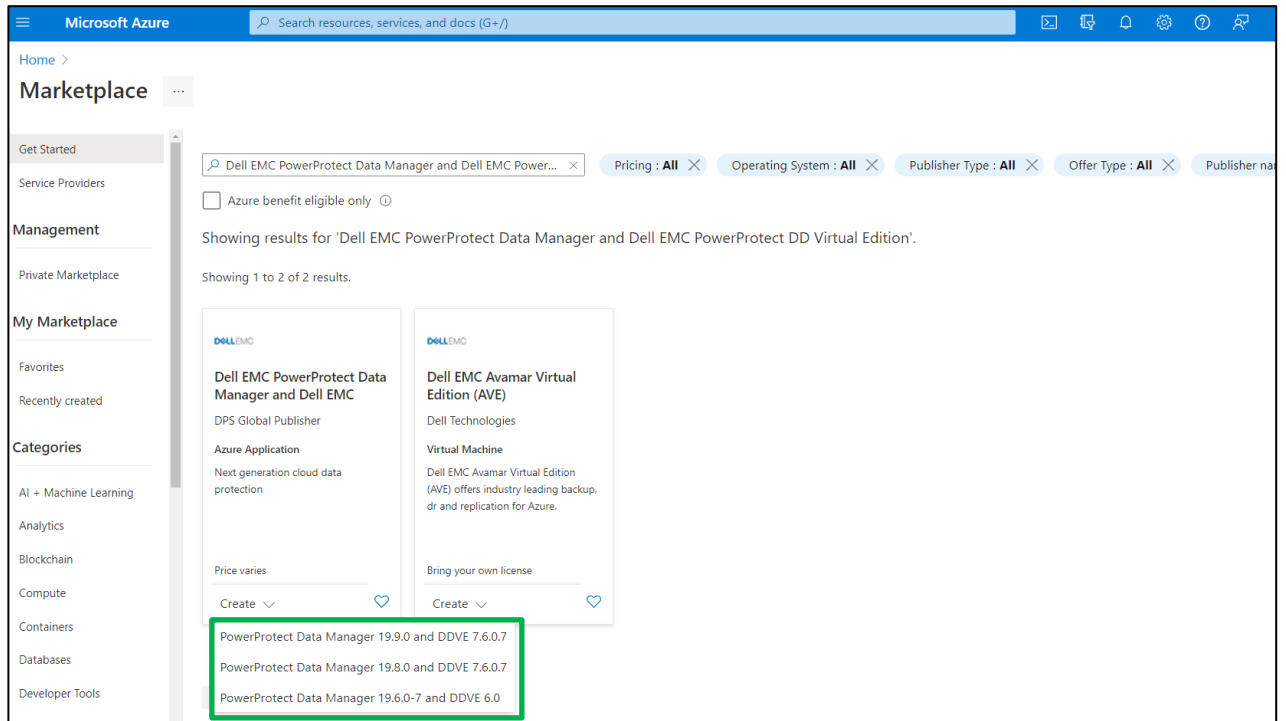 Microsoft Azure
Search resources, services, and docs (G+/)
Home >
Marketplace
...
Get Started
Service Providers
Management
Private Marketplace
My Marketplace
Favorites
Recently created
Categories
AI + Machine Learning
Analytics
Blockchain
Compute
Containers
Databases
Developer Tools
Dell EMC PowerProtect Data Manager and Dell EMC Power...
Pricing : All
Operating System : All
Publisher Type : All
Offer Type : All
Publisher nar
Azure benefit eligible only
Showing results for 'Dell EMC PowerProtect Data Manager and Dell EMC PowerProtect DD Virtual Edition'.
Showing 1 to 2 of 2 results.
DELLEMC
Dell EMC PowerProtect Data
Manager and Dell EMC
DPS Global Publisher
Azure Application
Next generation cloud data
protection
Price varies
Create
DELLEMC
Dell EMC Avamar Virtual
Edition (AVE)
Dell Technologies
Virtual Machine
Dell EMC Avamar Virtual Edition
(AVE) offers industry leading backup,
dr and replication for Azure.
Bring your own license
Create
PowerProtect Data Manager 19.9.0 and DDVE 7.6.0.7
PowerProtect Data Manager 19.8.0 and DDVE 7.6.0.7
PowerProtect Data Manager 19.6.0-7 and DDVE 6.0